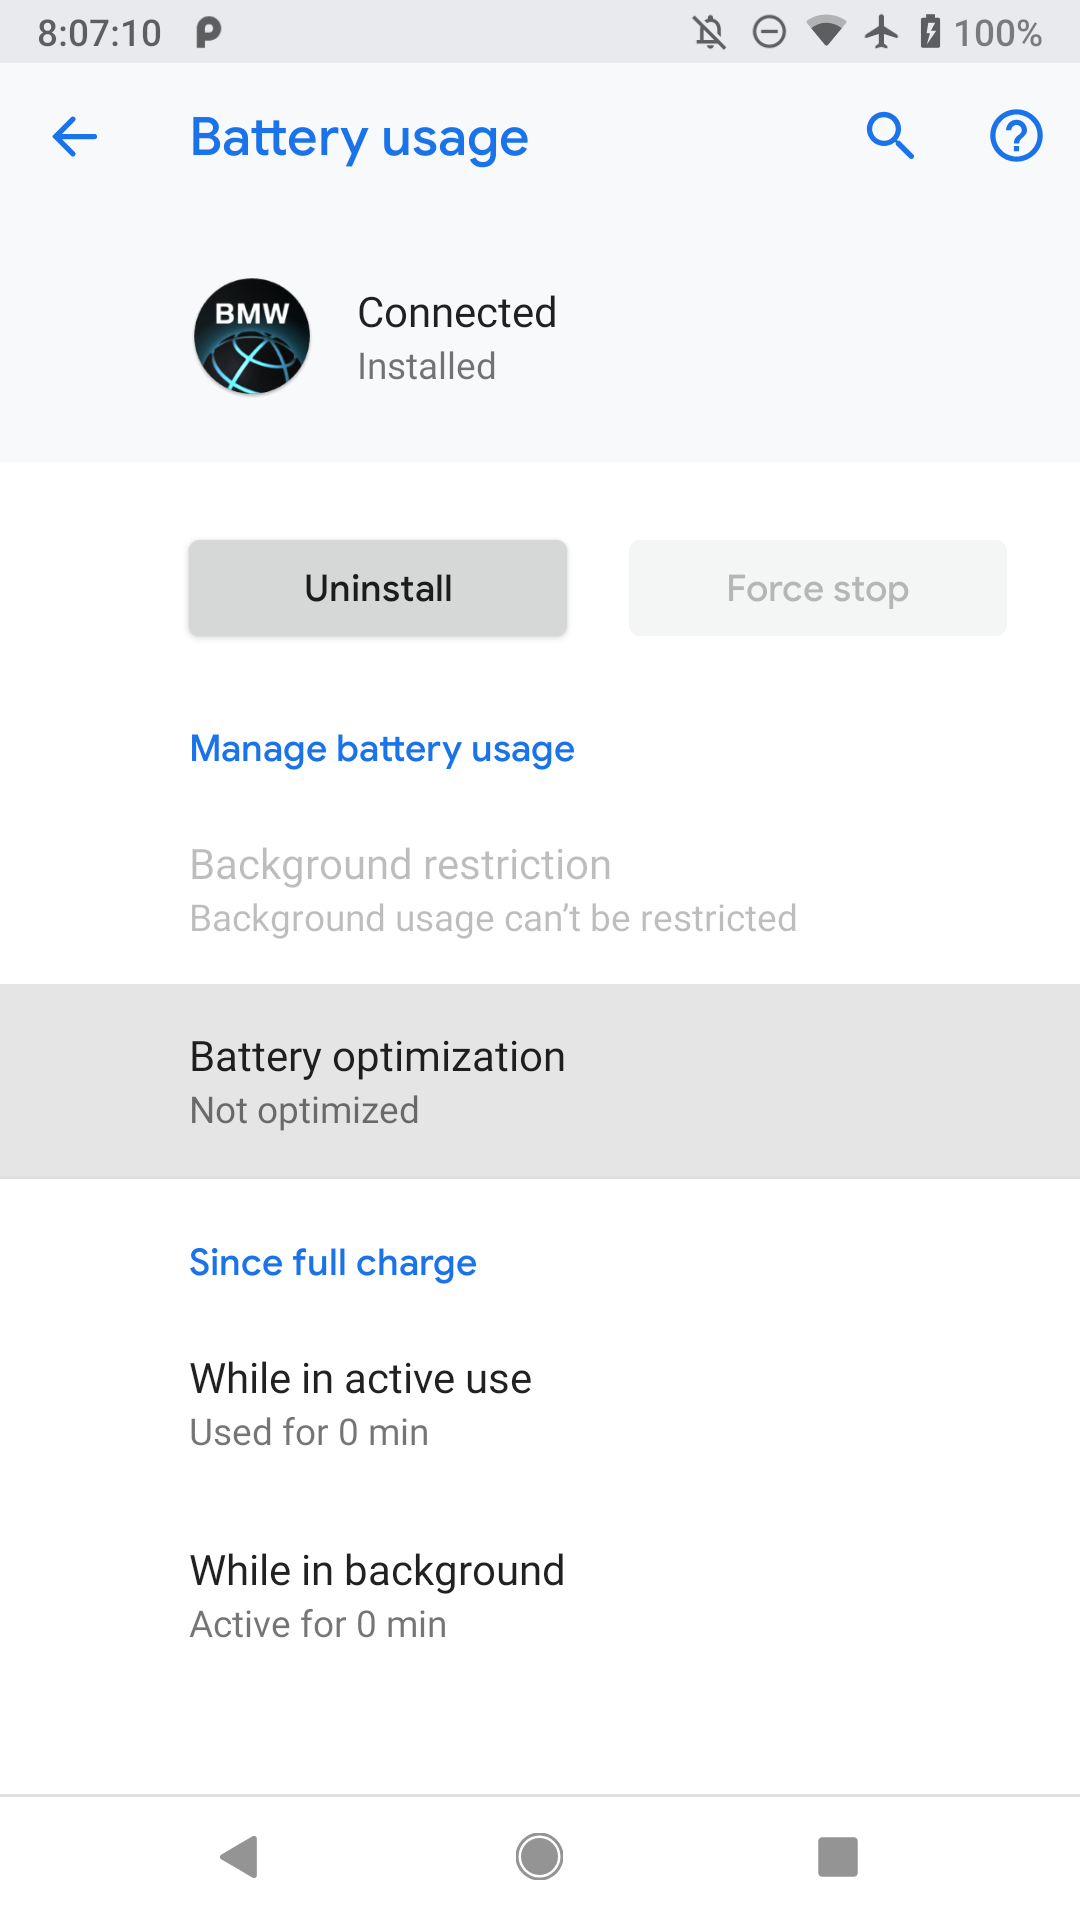 8:07:10 100%
Battery usage
BMW
Connected
Installed
Uninstall Force stop
Manage battery usage
Background restriction
Background usage can’t be restricted
Battery optimization
Not optimized
Since full charge
While in active use
Used for 0 min
While in background
Active for 0 min